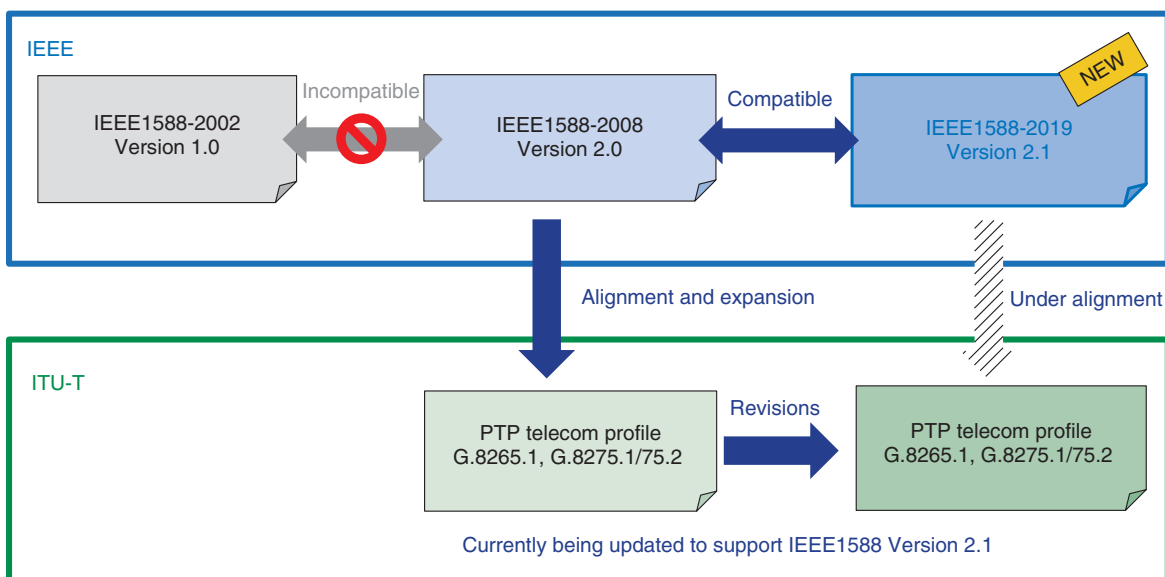 IEEE
NEW
Incompatible
Compatible
IEEE1588-2002
Version 1.0
IEEE1588-2008
Version 2.0
IEEE1588-2019
Version 2.1
Alignment and expansion
Under alignment
ITU-T
Revisions
PTP telecom profile
G.8265.1, G.8275.1/75.2
PTP telecom profile
G.8265.1, G.8275.1/75.2
Currently being updated to support IEEE1588 Version 2.1